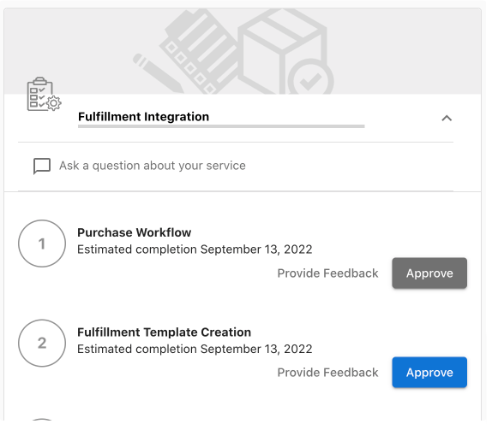 Fulfillment Integration
Ask a question about your service
1
Purchase Workflow
Estimated completion September 13, 2022
Provide Feedback
Approve
2
Fulfillment Template Creation
Estimated completion September 13, 2022
Provide Feedback
Approve